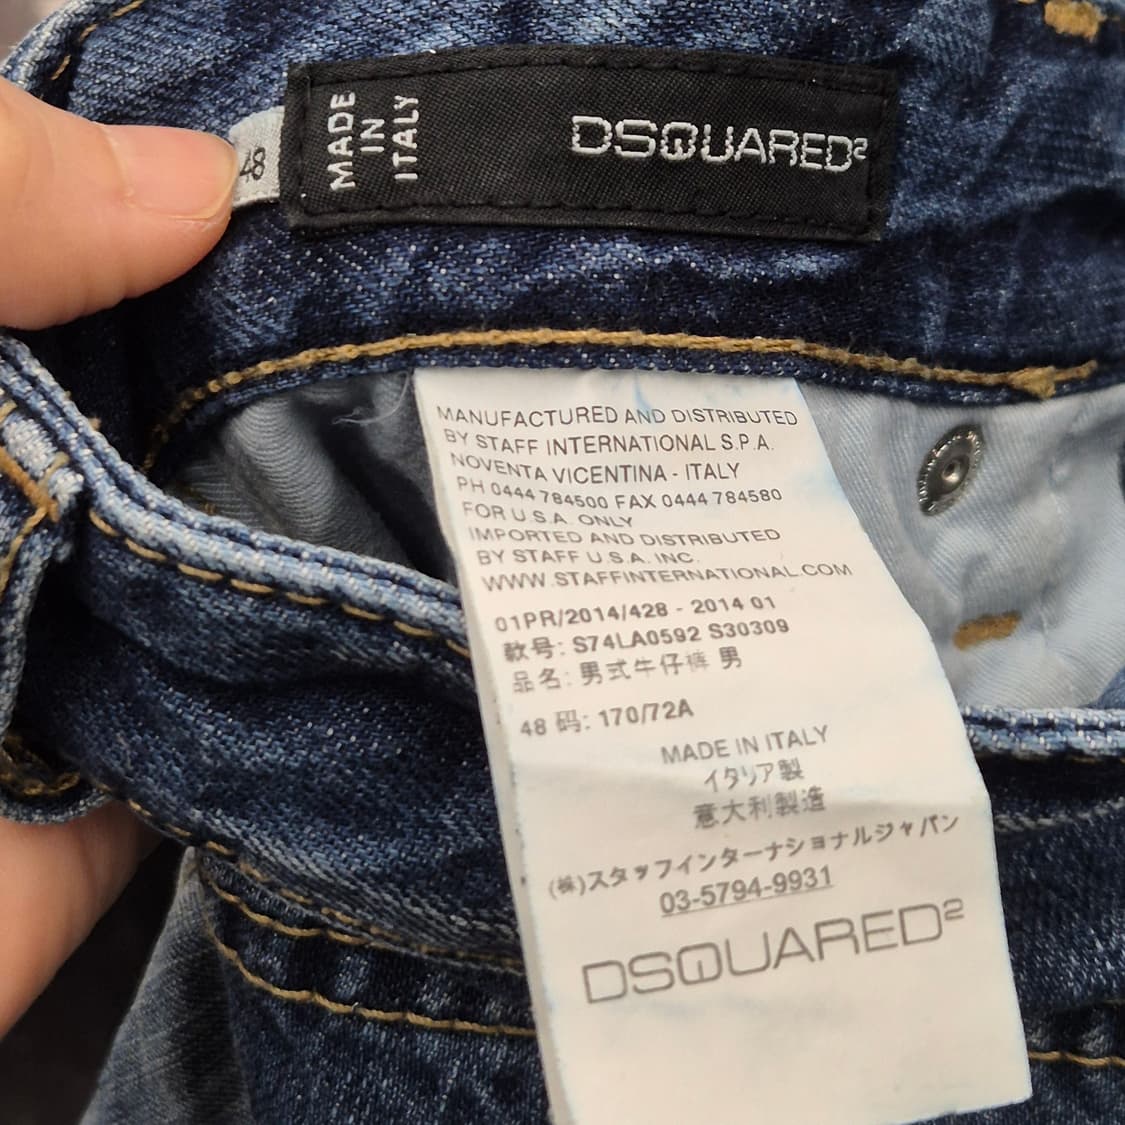 48
MADE
IN
ITALY
DSQUARED2
MANUFACTURED AND DISTRIBUTED
BY STAFF INTERNATIONAL S.P.A.
NOVENTA VICENTINA - ITALY
PH 0444 784500 FAX 0444 784580
FOR U.S.A. ONLY
IMPORTED AND DISTRIBUTED
BY STAFF U.S.A. INC.
WWW.STAFFINTERNATIONAL.COM
01PR/2014/428 - 2014 01
款号: S74LA0592 S30309
品名: 男式牛仔裤 男
48 码: 170/72A
MADE IN ITALY
イタリア製
意大利製造
(株)スタッフインターナショナルジャパン
03-5794-9931
DSQUARED2